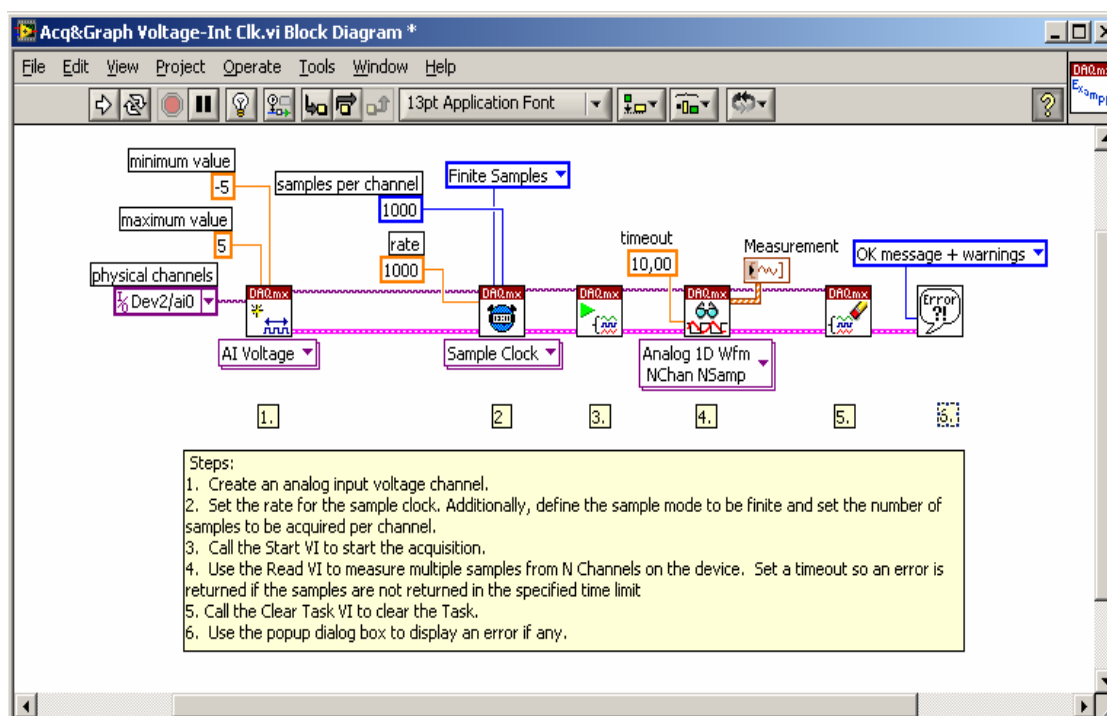 Acq&Graph Voltage-Int Clk.vi Block Diagram *
File Edit View Project Operate Tools Window Help
13pt Application Font
?
DAQmx
Exampl
minimum value
-5
samples per channel
1000
Finite Samples
maximum value
5
rate
1000
timeout
10,00
Measurement
OK message + warnings
physical channels
I/O Dev2/ai0
DAQmx
DAQmx
DAQmx
DAQmx
DAQmx
Error
?!
AI Voltage
Sample Clock
Analog 1D Wfm
NChan NSamp
1. 2 3. 4. 5. 6.
Steps:
1. Create an analog input voltage channel.
2. Set the rate for the sample clock. Additionally, define the sample mode to be finite and set the number of
samples to be acquired per channel.
3. Call the Start VI to start the acquisition.
4. Use the Read VI to measure multiple samples from N Channels on the device. Set a timeout so an error is
returned if the samples are not returned in the specified time limit
5. Call the Clear Task VI to clear the Task.
6. Use the popup dialog box to display an error if any.